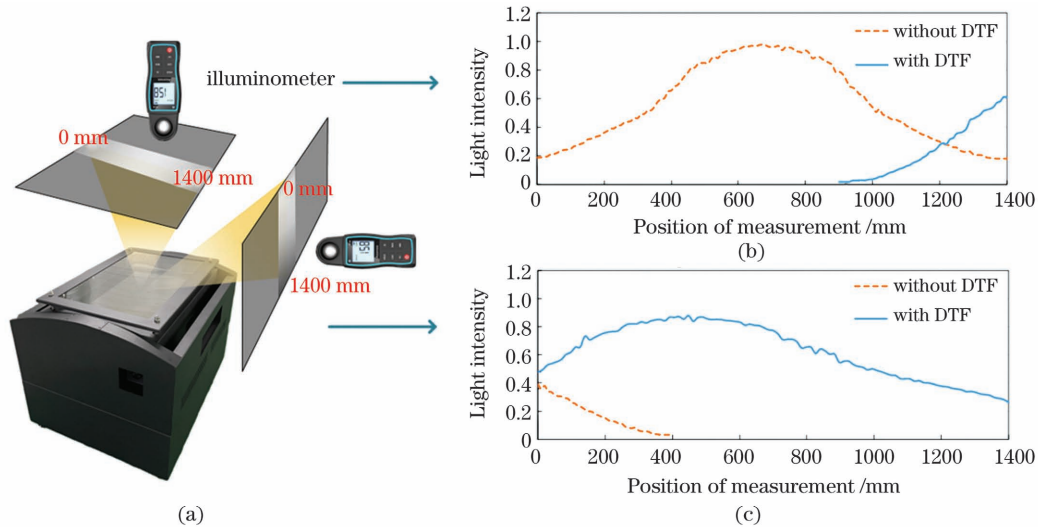 illuminometer
0 mm
1400 mm
0 mm
1400 mm
(a)
1.2
1.0
0.8
0.6
0.4
0.2
0
Light intensity
without DTF
with DTF
0 200 400 600 800 1000 1200 1400
Position of measurement /mm
(b)
1.2
1.0
0.8
0.6
0.4
0.2
0
Light intensity
without DTF
with DTF
0 200 400 600 800 1000 1200 1400
Position of measurement /mm
(c)